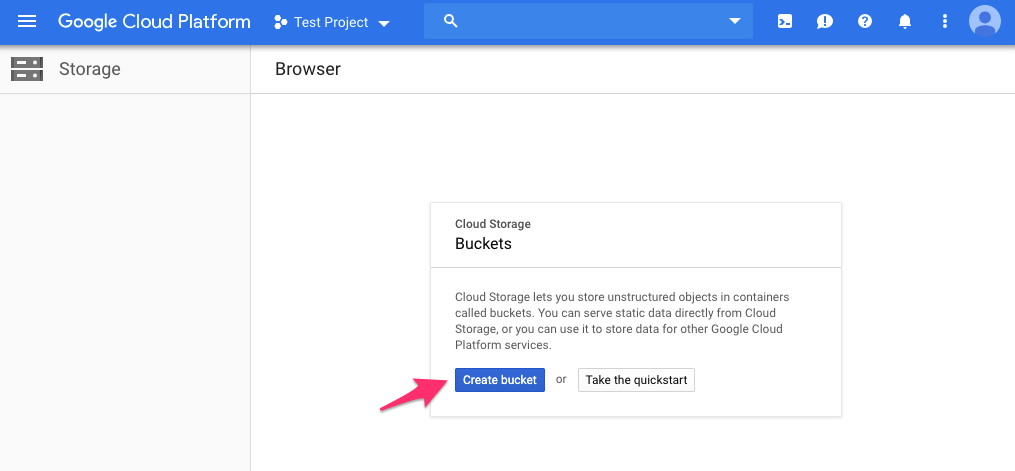 Google Cloud Platform
Test Project
Storage
Browser
Cloud Storage
Buckets
Cloud Storage lets you store unstructured objects in containers
called buckets. You can serve static data directly from Cloud
Storage, or you can use it to store data for other Google Cloud
Platform services.
Create bucket or Take the quickstart